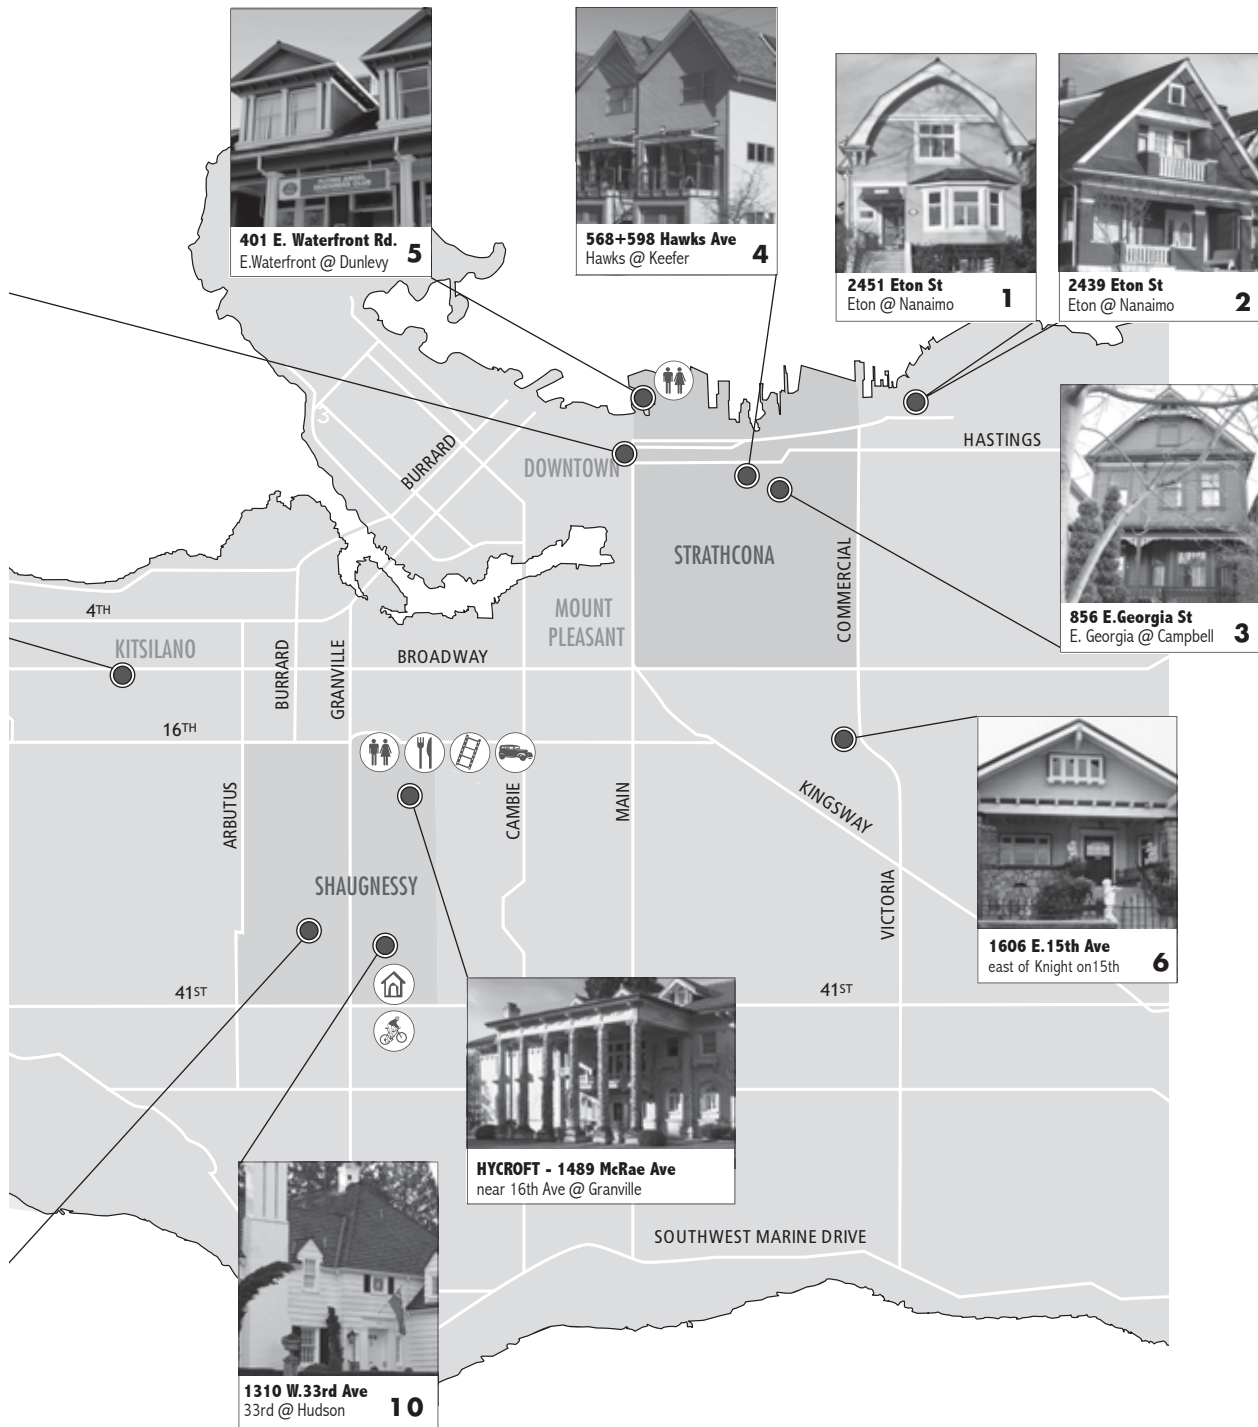 401 E. Waterfront Rd.
E.Waterfront @ Dunlevy
5
568+598 Hawks Ave
Hawks @ Keefer
4
2451 Eton St
Eton @ Nanaimo
1
2439 Eton St
Eton @ Nanaimo
2
3
BURRARD
DOWNTOWN
HASTINGS
STRATHCONA
COMMERCIAL
856 E.Georgia St
E. Georgia @ Campbell
3
4TH
KITSILANO
BURRARD
GRANVILLE
BROADWAY
MOUNT
PLEASANT
16TH
ARBUTUS
CAMBIE
MAIN
KINGSWAY
VICTORIA
1606 E.15th Ave
east of Knight on15th
6
SHAUGNESSY
41ST
41ST
HYCROFT - 1489 McRae Ave
near 16th Ave @ Granville
SOUTHWEST MARINE DRIVE
1310 W.33rd Ave
33rd @ Hudson
10